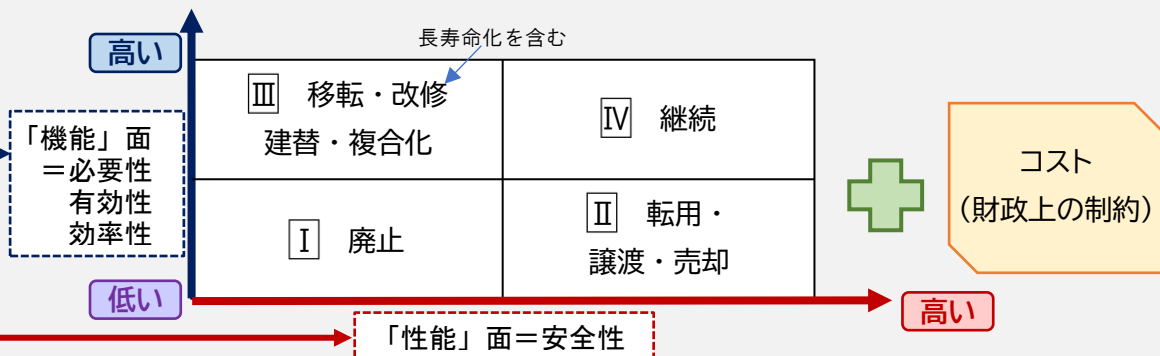 長寿命化を含む
高い
Ⅲ 移転・改修
建替・複合化
Ⅳ 継続
「機能」面
＝必要性
有効性
効率性
コスト
（財政上の制約）
Ⅰ 廃止
Ⅱ 転用・
譲渡・売却
低い
高い
「性能」面＝安全性